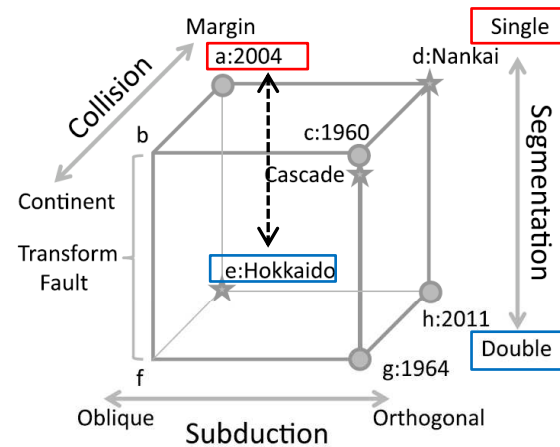 Margin
Single
a:2004
d:Nankai
Collision
b
c:1960
Cascade
Segmentation
Continent
Transform
Fault
e:Hokkaido
h:2011
Double
f
g:1964
Oblique
Orthogonal
Subduction